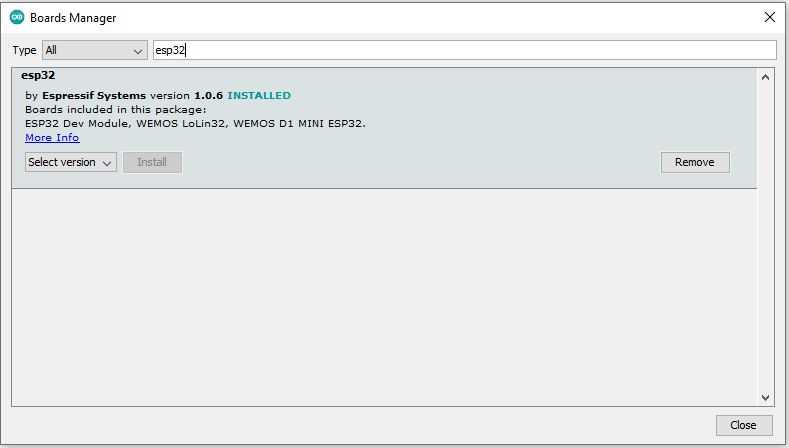 Boards Manager
Type All esp32
esp32
by Espressif Systems version 1.0.6 INSTALLED
Boards included in this package:
ESP32 Dev Module, WEMOS LoLin32, WEMOS D1 MINI ESP32.
More Info
Select version Install Remove
Close